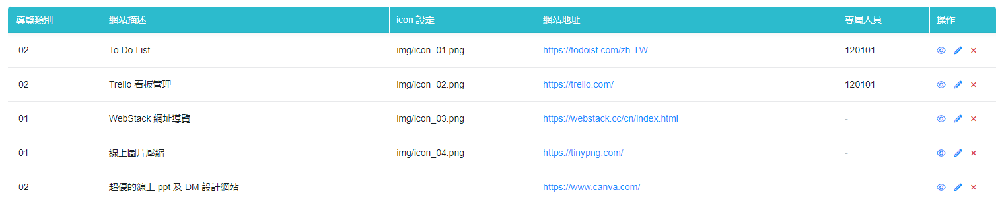 導覽類別 網站描述 icon 設定 網站地址 專屬人員 操作
02 To Do List img/icon_01.png https://todoist.com/zh-TW 120101
02 Trello 看板管理 img/icon_02.png https://trello.com/ 120101
01 WebStack 網址導覽 img/icon_03.png https://webstack.cc/cn/index.html -
01 線上圖片壓縮 img/icon_04.png https://tinypng.com/ -
02 超優的線上 ppt 及 DM 設計網站 - https://www.canva.com/ -